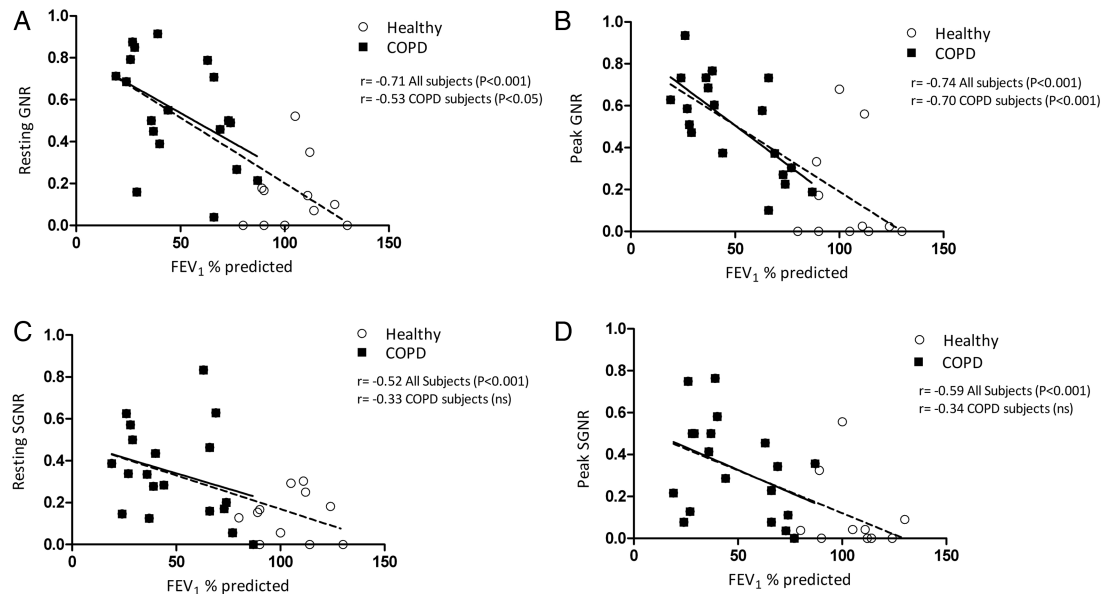 A
1.0
0.8
0.6
0.4
0.2
0.0
Resting GNR
0
50
100
150
FEV1 % predicted
Healthy
COPD
r= -0.71 All subjects (P<0.001)
r= -0.53 COPD subjects (P<0.05)
B
1.0
0.8
0.6
0.4
0.2
0.0
Peak GNR
0
50
100
150
FEV1 % predicted
Healthy
COPD
r= -0.74 All subjects (P<0.001)
r= -0.70 COPD subjects (P<0.001)
C
1.0
0.8
0.6
0.4
0.2
0.0
Resting SGNR
0
50
100
150
FEV1 % predicted
Healthy
COPD
r= -0.52 All Subjects (P<0.001)
r= -0.33 COPD subjects (ns)
D
1.0
0.8
0.6
0.4
0.2
0.0
Peak SGNR
0
50
100
150
FEV1 % predicted
Healthy
COPD
r= -0.59 All Subjects (P<0.001)
r= -0.34 COPD subjects (ns)